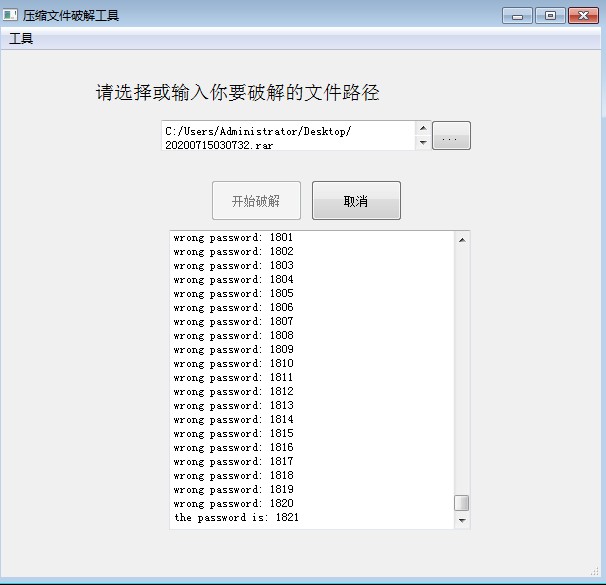 压缩文件破解工具
工具
请选择或输入你要破解的文件路径
C:/Users/Administrator/Desktop/
20200715030732.rar
...
开始破解
取消
wrong password: 1801
wrong password: 1802
wrong password: 1803
wrong password: 1804
wrong password: 1805
wrong password: 1806
wrong password: 1807
wrong password: 1808
wrong password: 1809
wrong password: 1810
wrong password: 1811
wrong password: 1812
wrong password: 1813
wrong password: 1814
wrong password: 1815
wrong password: 1816
wrong password: 1817
wrong password: 1818
wrong password: 1819
wrong password: 1820
the password is: 1821